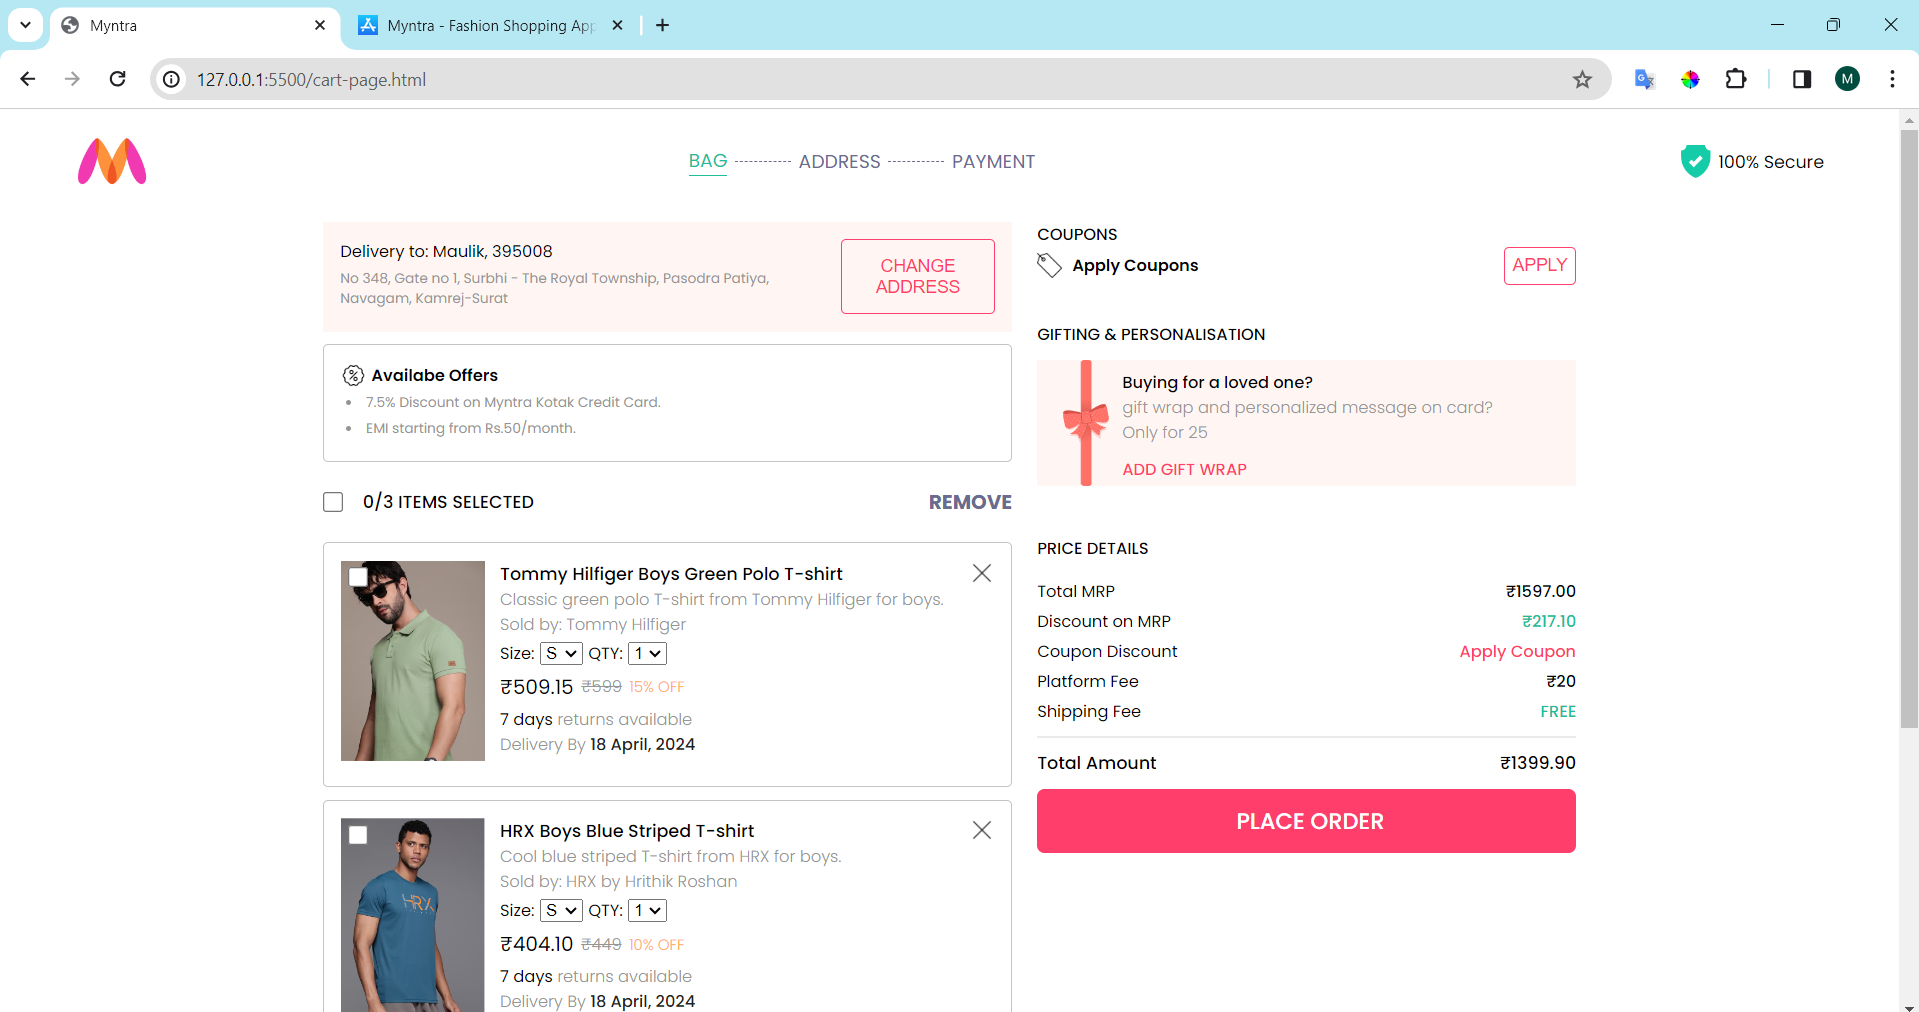 Myntra
Myntra - Fashion Shopping App
127.0.0.1:5500/cart-page.html
M
BAG ADDRESS PAYMENT
100% Secure
Delivery to: Maulik, 395008
No 348, Gate no 1, Surbhi - The Royal Township, Pasodra Patiya,
Navagam, Kamrej-Surat
CHANGE
ADDRESS
Availabe Offers
7.5% Discount on Myntra Kotak Credit Card.
EMI starting from Rs.50/month.
0/3 ITEMS SELECTED
REMOVE
Tommy Hilfiger Boys Green Polo T-shirt
Classic green polo T-shirt from Tommy Hilfiger for boys.
Sold by: Tommy Hilfiger
Size: S QTY: 1
₹509.15 ₹599 15% OFF
7 days returns available
Delivery By 18 April, 2024
HRX
HRX Boys Blue Striped T-shirt
Cool blue striped T-shirt from HRX for boys.
Sold by: HRX by Hrithik Roshan
Size: S QTY: 1
₹404.10 ₹449 10% OFF
7 days returns available
Delivery By 18 April, 2024
COUPONS
Apply Coupons
APPLY
GIFTING & PERSONALISATION
Buying for a loved one?
gift wrap and personalized message on card?
Only for 25
ADD GIFT WRAP
PRICE DETAILS
Total MRP ₹1597.00
Discount on MRP ₹217.10
Coupon Discount Apply Coupon
Platform Fee ₹20
Shipping Fee FREE
Total Amount ₹1399.90
PLACE ORDER